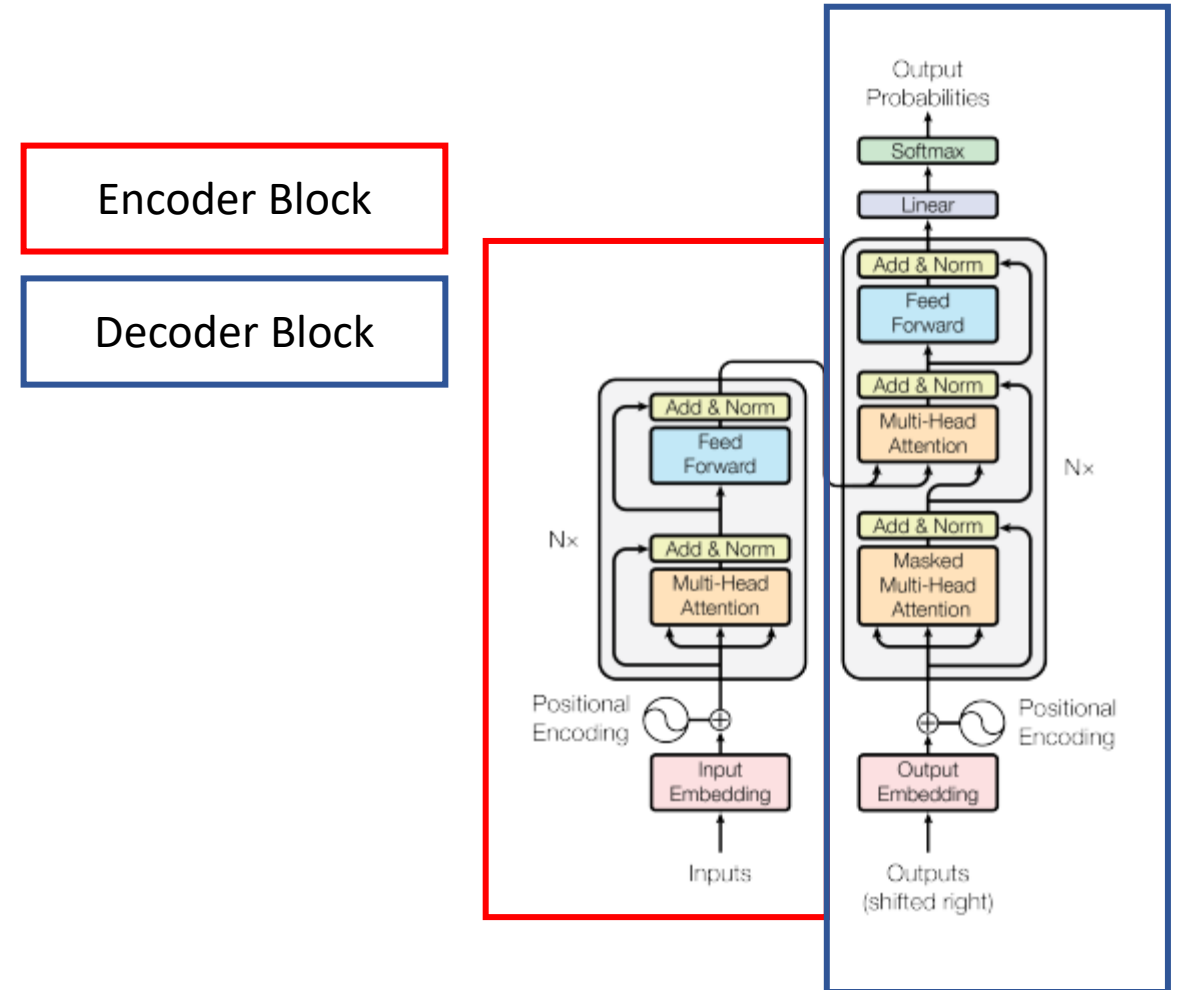 Encoder Block
Decoder Block
Output
Probabilities
Softmax
Linear
Add & Norm
Feed
Forward
Add & Norm
Multi-Head
Attention
Nx
Add & Norm
Masked
Multi-Head
Attention
Positional
Encoding
Output
Embedding
Outputs
(shifted right)
Add & Norm
Feed
Forward
Nx
Add & Norm
Multi-Head
Attention
Positional
Encoding
Input
Embedding
Inputs